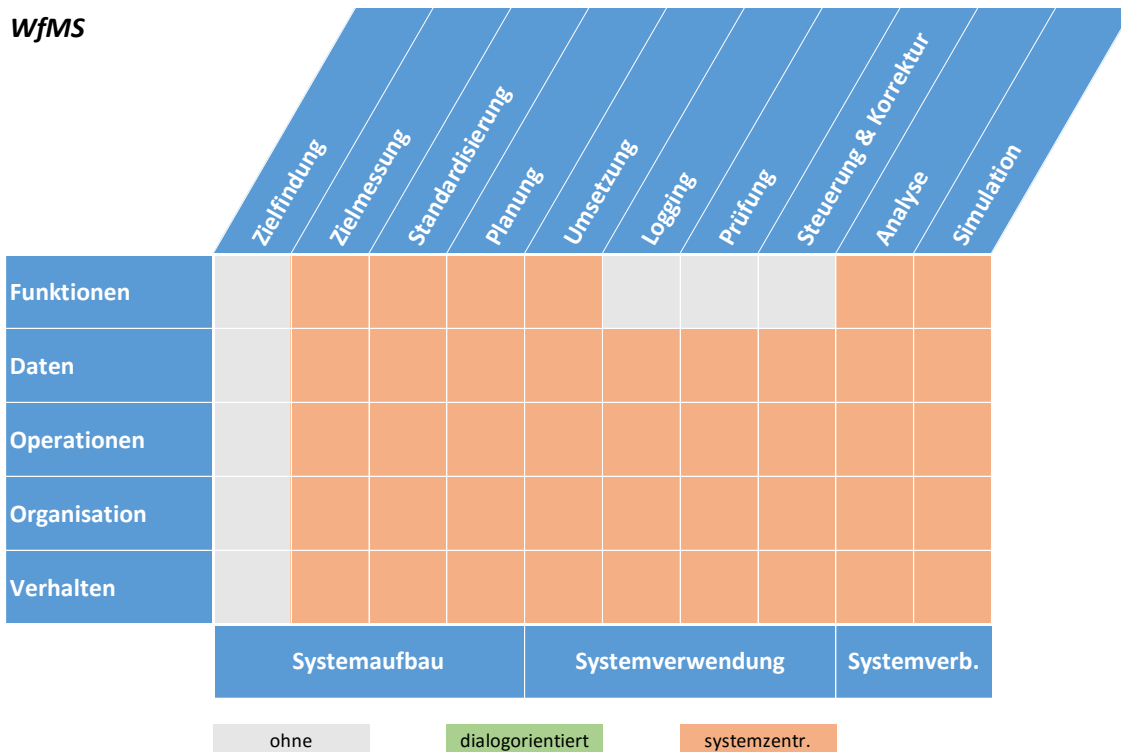 WfMS
Zielfindung
Zielmessung
Standardisierung
Planung
Umsetzung
Logging
Prüfung
Steuerung & Korrektur
Analyse
Simulation
Funktionen
Daten
Operationen
Organisation
Verhalten
Systemaufbau
Systemverwendung
Systemverb.
ohne
dialogorientiert
systemzentr.